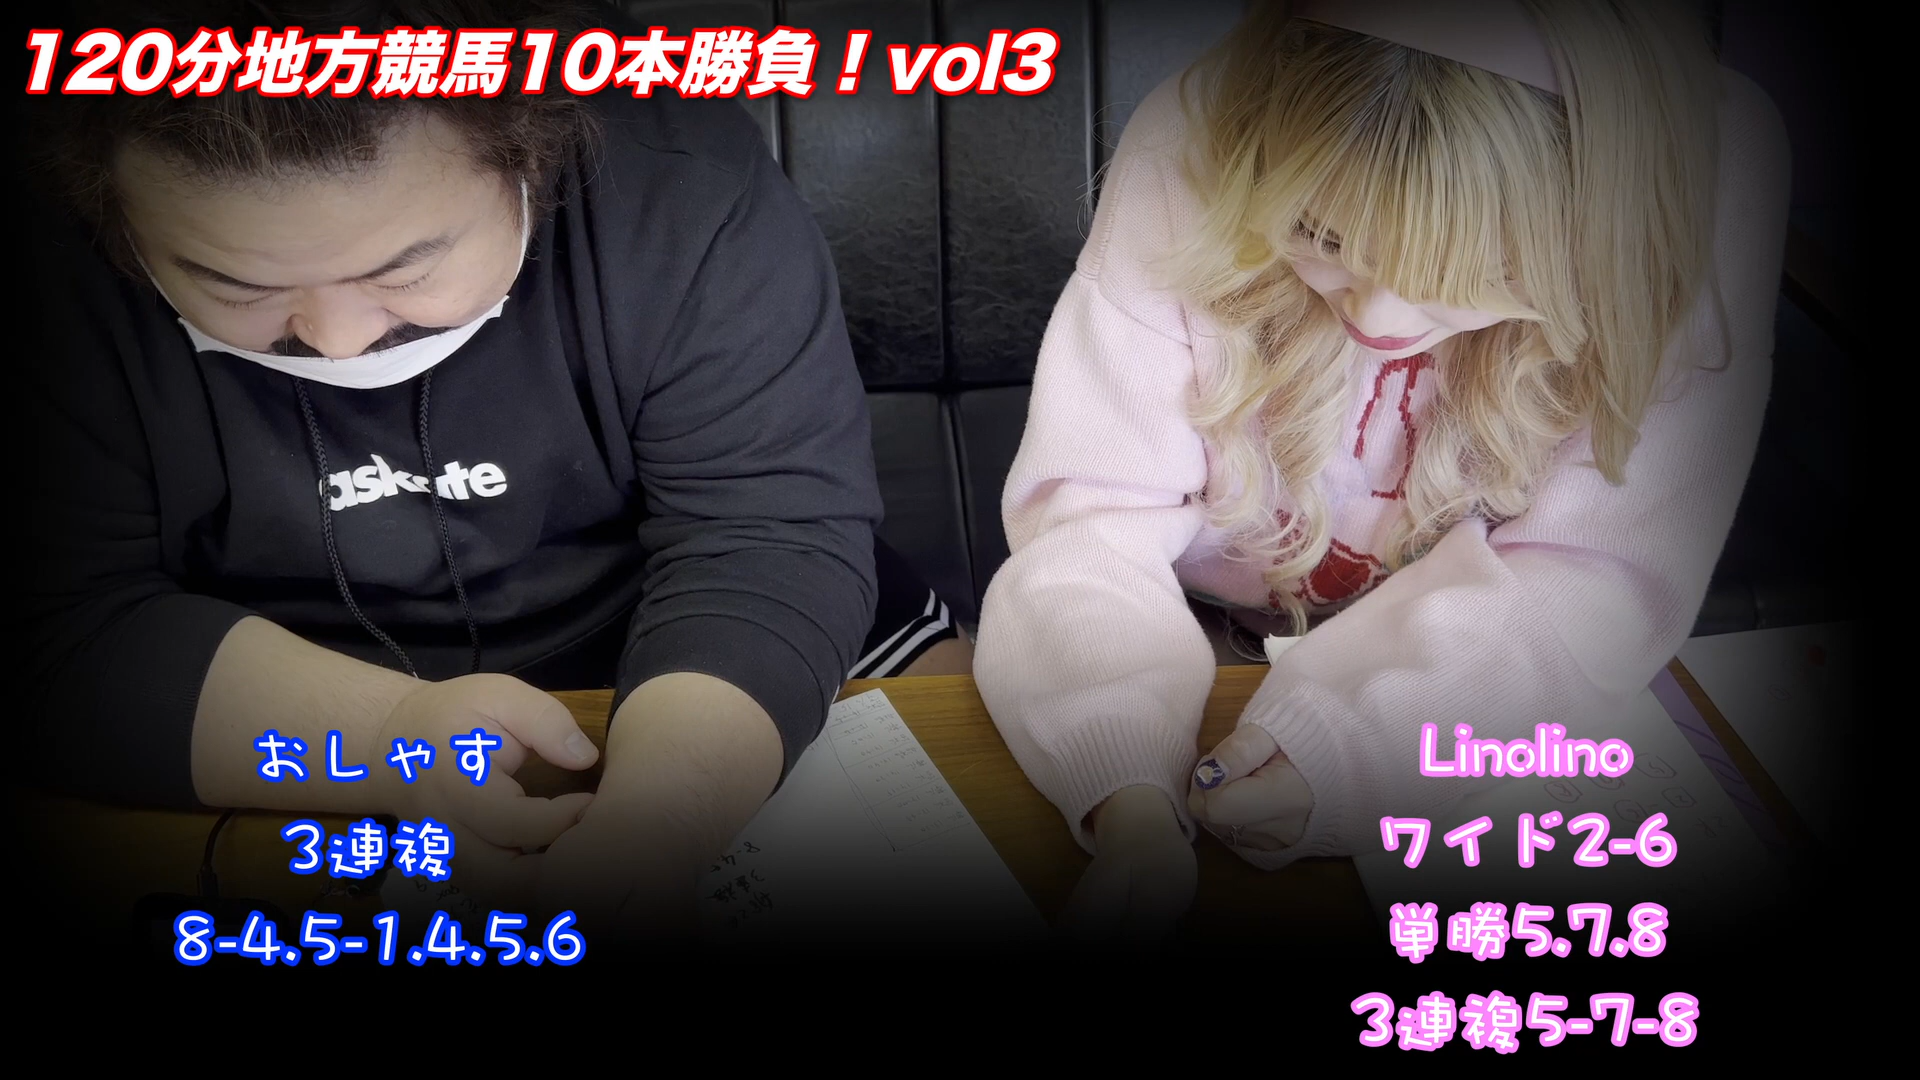 120分地方競馬10本勝負！vol3
おしゃす
3連複
8-4.5-1.4.5.6
Linolino
ワイド2-6
単勝5.7.8
3連複5-7-8